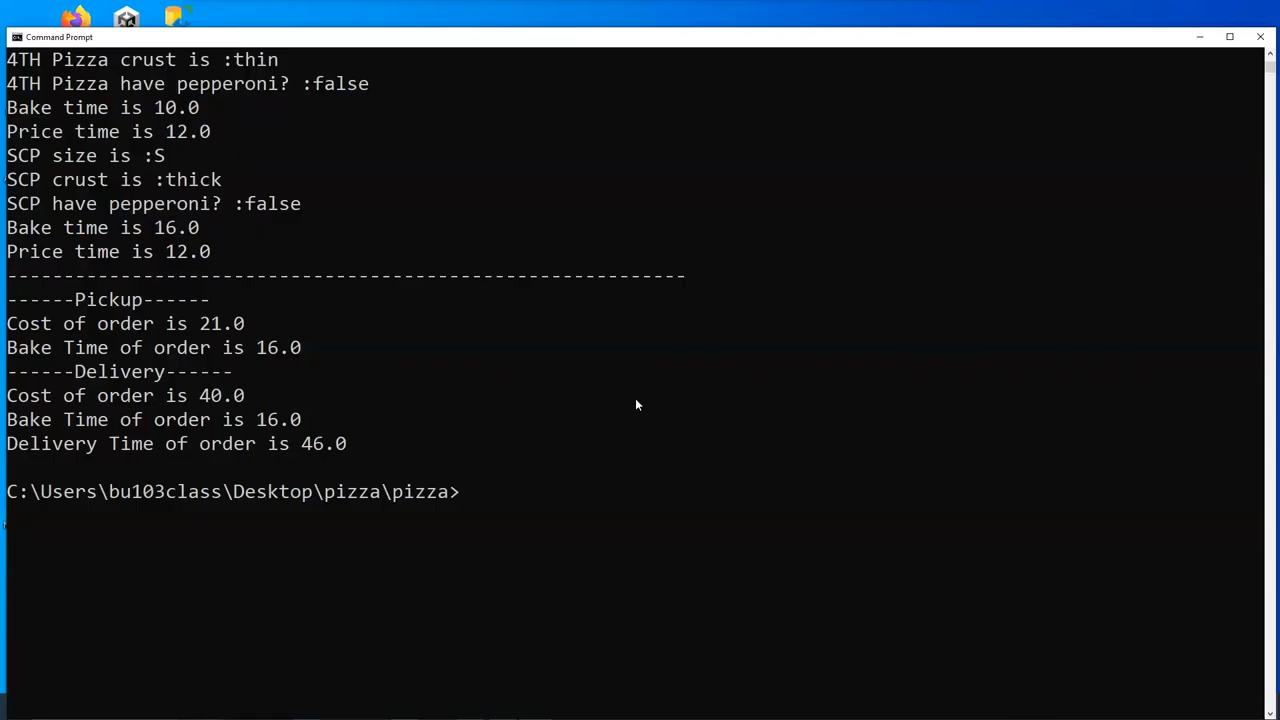 Command Prompt
4TH Pizza crust is :thin
4TH Pizza have pepperoni? :false
Bake time is 10.0
Price time is 12.0
SCP size is :S
SCP crust is :thick
SCP have pepperoni? :false
Bake time is 16.0
Price time is 12.0
------------------------------------------------------------
------Pickup------
Cost of order is 21.0
Bake Time of order is 16.0
------Delivery------
Cost of order is 40.0
Bake Time of order is 16.0
Delivery Time of order is 46.0
C:\Users\bu103class\Desktop\pizza\pizza>